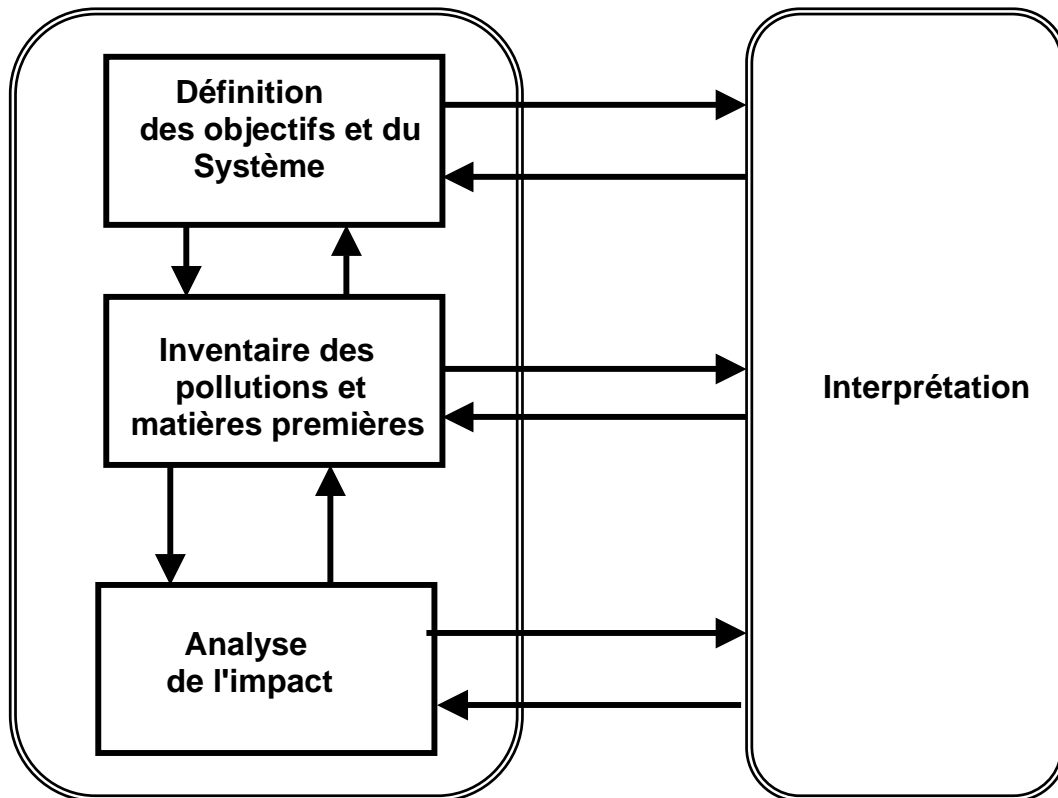 Définition
des objectifs et du
Système
Inventaire des
pollutions et
matières premières
Interprétation
Analyse
de l'impact